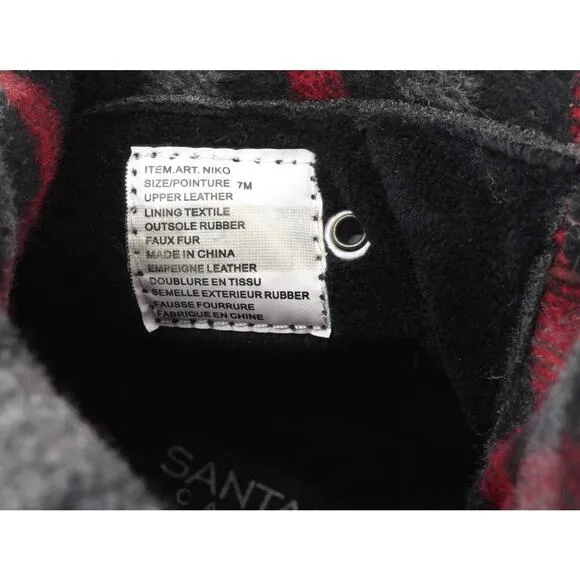 ITEM.ART. NIKO
SIZE/POINTURE 7M
UPPER LEATHER
LINING TEXTILE
OUTSOLE RUBBER
FAUX FUR
MADE IN CHINA
EMPEIGNE LEATHER
DOUBLURE EN TISSU
SEMELLE EXTERIEUR RUBBER
FAUSSE FOURRURE
FABRIQUE EN CHINE
SANTA
CA